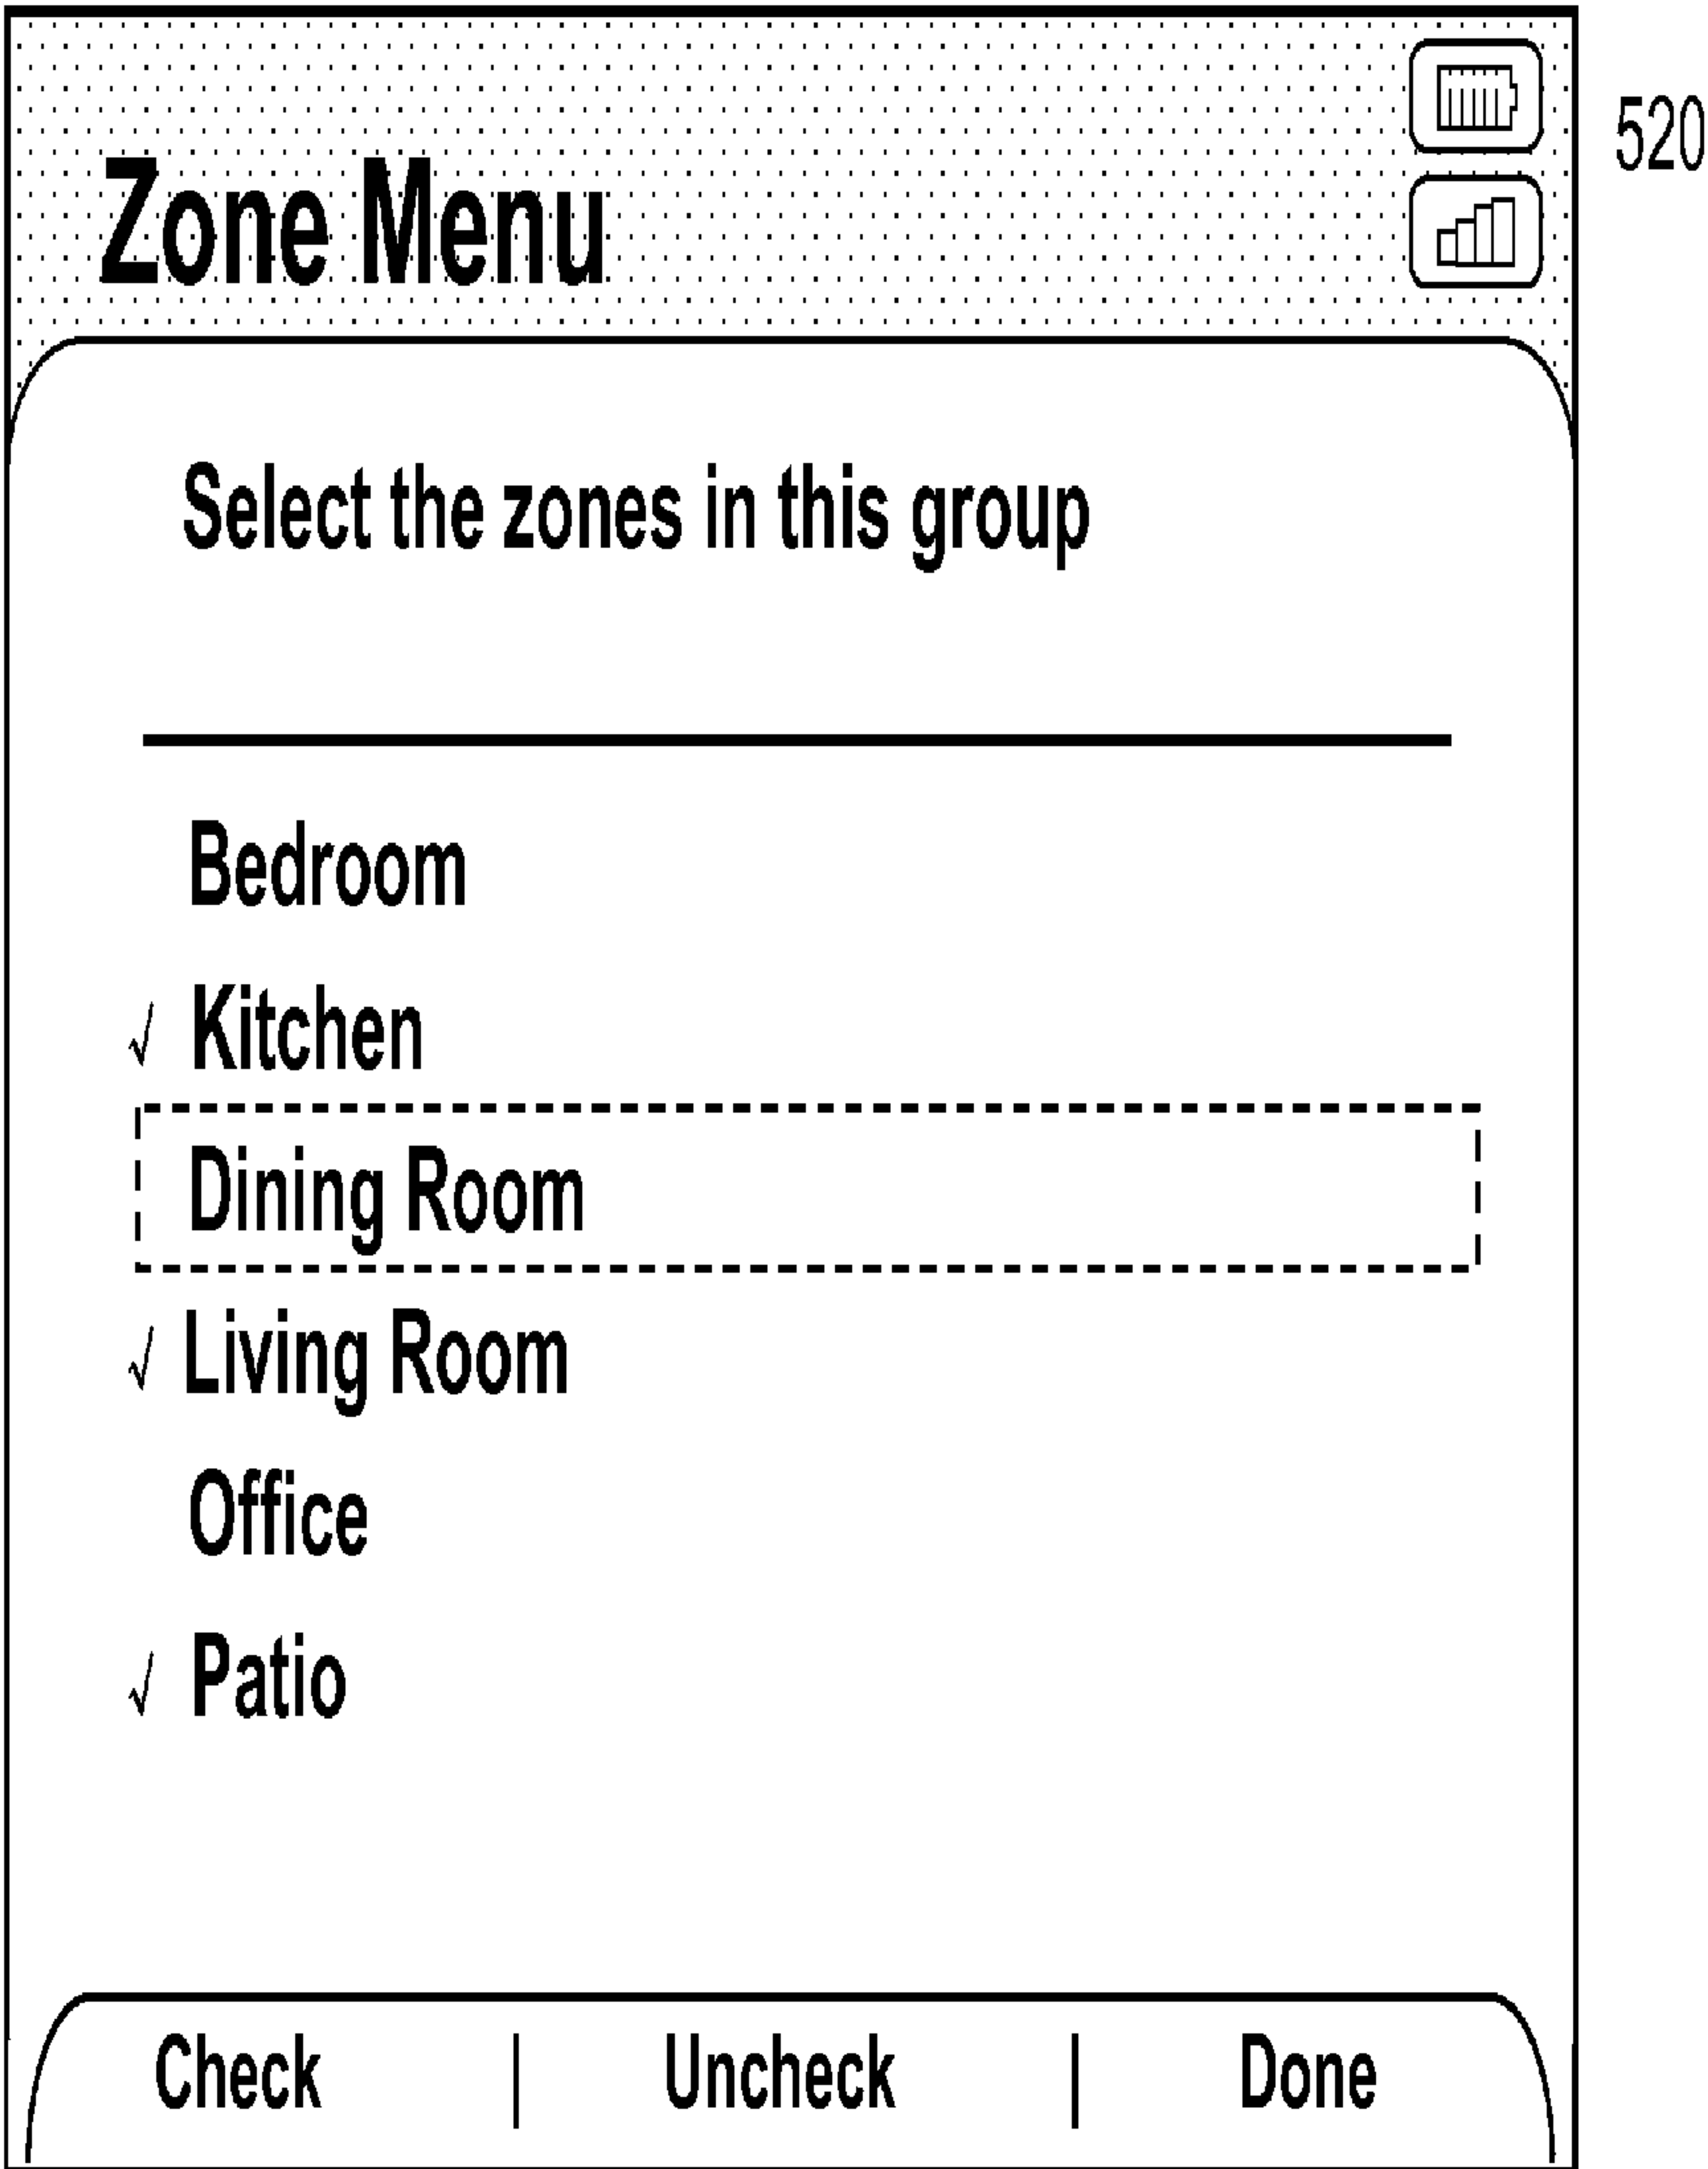 520
Zone Menu
Select the zones in this group
Bedroom
√ Kitchen
Dining Room
√ Living Room
Office
√ Patio
Check | Uncheck | Done